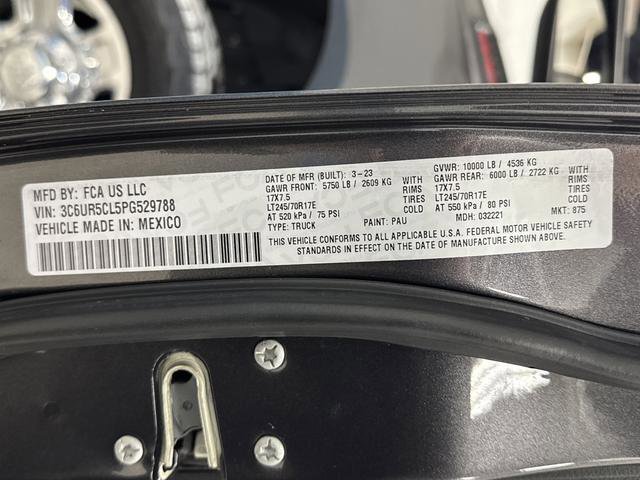 MFD BY: FCA US LLC
VIN: 3C6UR5CL5PG529788
VEHICLE MADE IN: MEXICO
DATE OF MFR (BUILT): 3-23
GAWR FRONT: 5750 LB / 2609 KG WITH
17X7.5 RIMS
LT245/70R17E TIRES
AT 520 kPa / 75 PSI COLD
TYPE: TRUCK PAINT: PAU
GVWR: 10000 LB / 4536 KG
GAWR REAR: 6000 LB / 2722 KG WITH
17X7.5 RIMS
LT245/70R17E TIRES
AT 550 kPa / 80 PSI COLD
MDH: 032221 MKT: 875
THIS VEHICLE CONFORMS TO ALL APPLICABLE U.S.A. FEDERAL MOTOR VEHICLE SAFETY
STANDARDS IN EFFECT ON THE DATE OF MANUFACTURE SHOWN ABOVE.